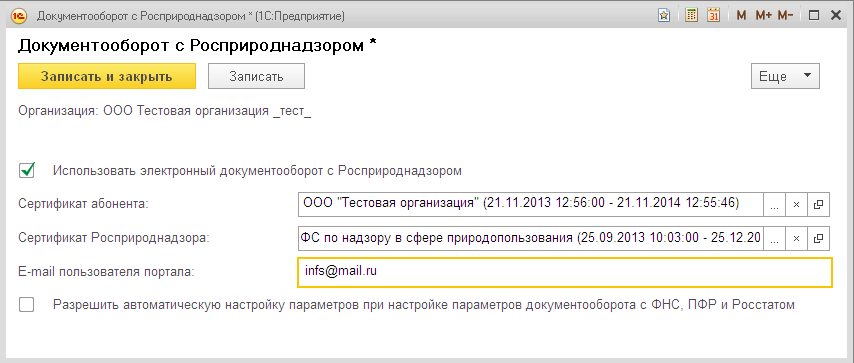 Документооборот с Росприроднадзором * (1С:Предприятие)
M M+ M-
Документооборот с Росприроднадзором *
Записать и закрыть Записать Еще
Организация: ООО Тестовая организация _тест_
Использовать электронный документооборот с Росприроднадзором
Сертификат абонента: ООО "Тестовая организация" (21.11.2013 12:56:00 - 21.11.2014 12:55:46) ...
Сертификат Росприроднадзора: ФС по надзору в сфере природопользования (25.09.2013 10:03:00 - 25.12.20 ...
E-mail пользователя портала: infs@mail.ru
Разрешить автоматическую настройку параметров при настройке параметров документооборота с ФНС, ПФР и Росстатом